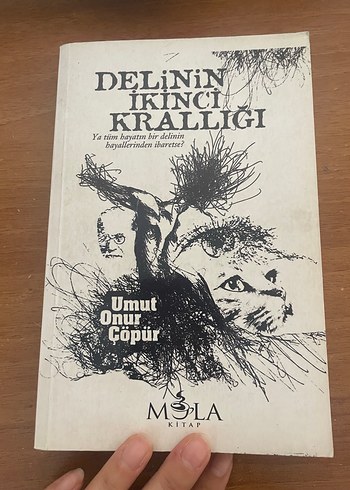 DELİNİN
İKİNCİ
KRALLIĞI
Ya tüm hayatın bir delinin
hayallerinden ibaretse?
Umut
Onur
Çöpür
MOLA
KİTAP